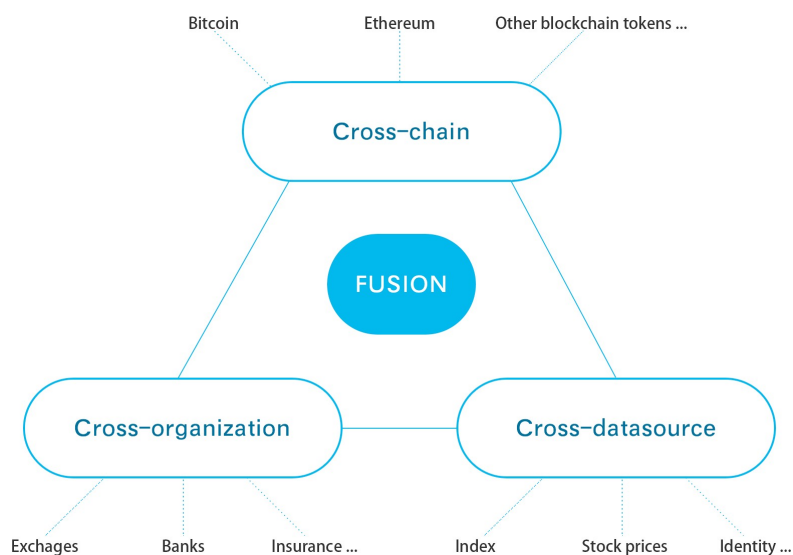 Bitcoin
Ethereum
Other blockchain tokens ...
Cross-chain
FUSION
Cross-organization
Cross-datasource
Exchages
Banks
Insurance ...
Index
Stock prices
Identity ...